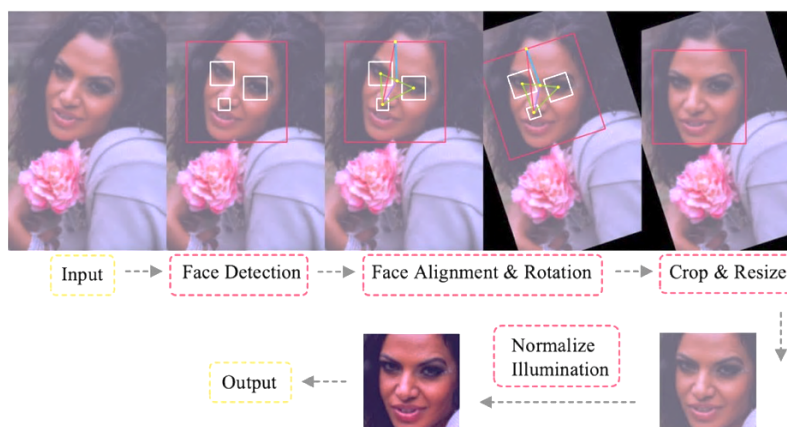 Input
Face Detection
Face Alignment & Rotation
Crop & Resize
Normalize
Illumination
Output